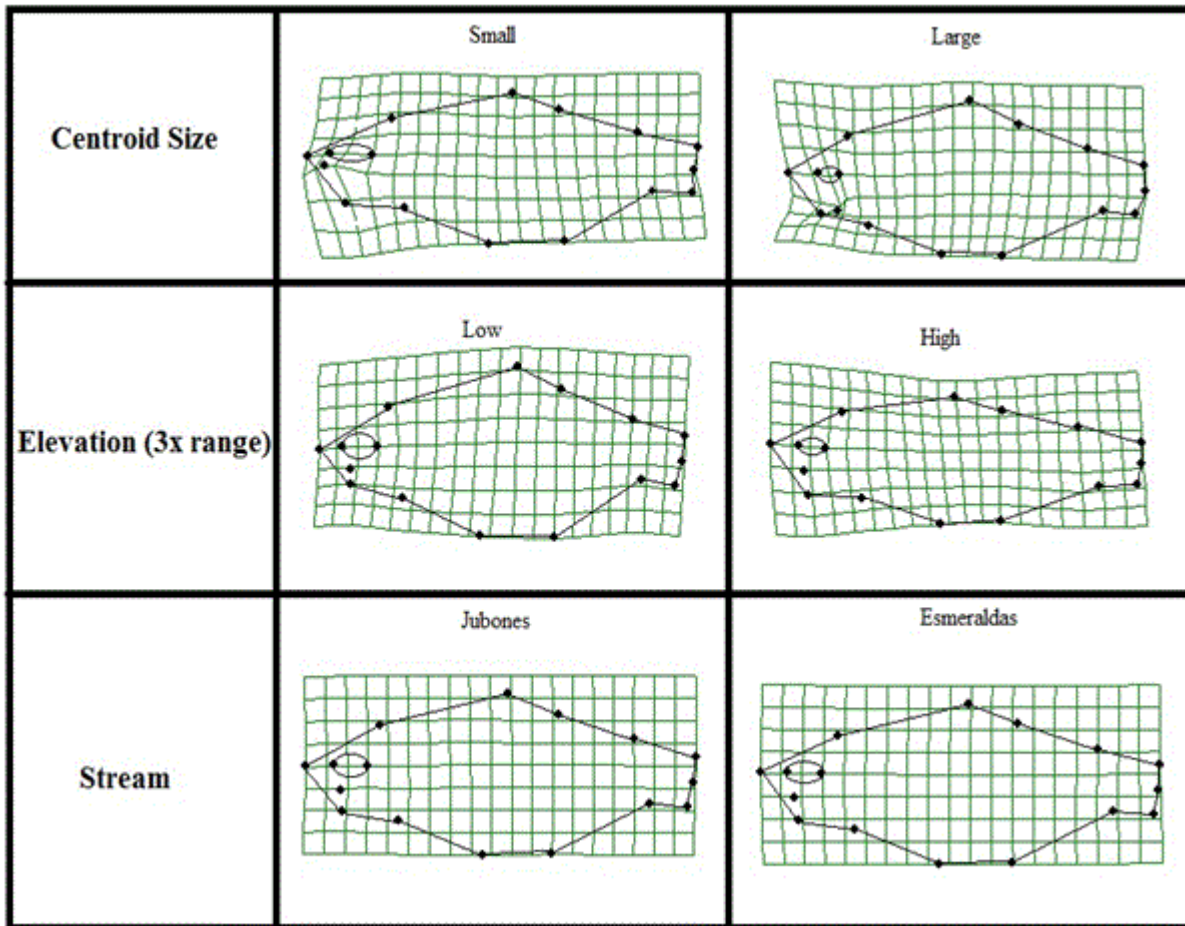 Centroid Size
Small
Large
Elevation (3x range)
Low
High
Stream
Jubones
Esmeraldas